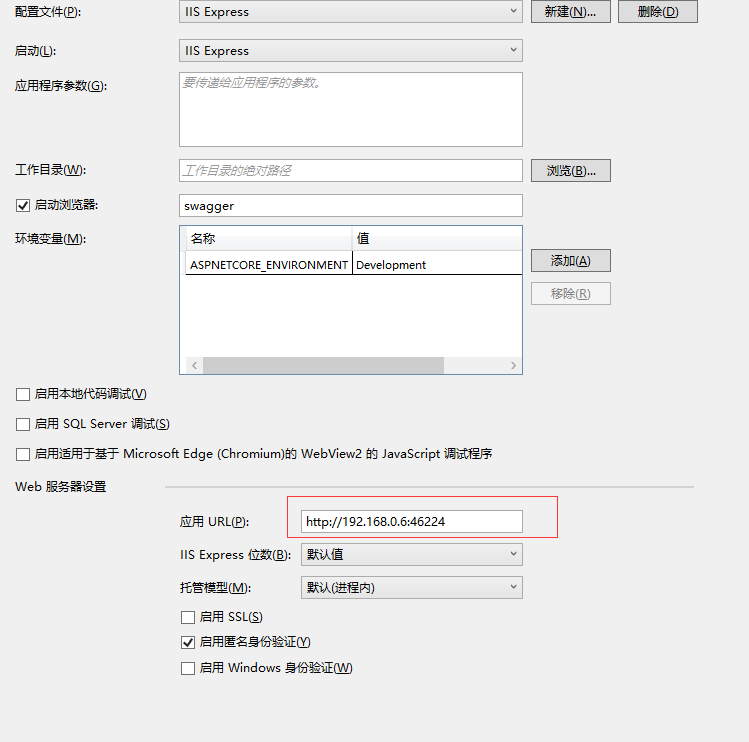 配置文件(P):
IIS Express
新建(N)...
删除(D)
启动(L):
IIS Express
应用程序参数(G):
要传递给应用程序的参数。
工作目录(W):
工作目录的绝对路径
浏览(B)...
启动浏览器:
swagger
环境变量(M):
名称
值
ASPNETCORE_ENVIRONMENT
Development
添加(A)
移除(R)
启用本地代码调试(V)
启用 SQL Server 调试(S)
启用适用于基于 Microsoft Edge (Chromium)的 WebView2 的 JavaScript 调试程序
Web 服务器设置
应用 URL(P):
http://192.168.0.6:46224
IIS Express 位数(B):
默认值
托管模型(M):
默认(进程内)
启用 SSL(S)
启用匿名身份验证(Y)
启用 Windows 身份验证(W)